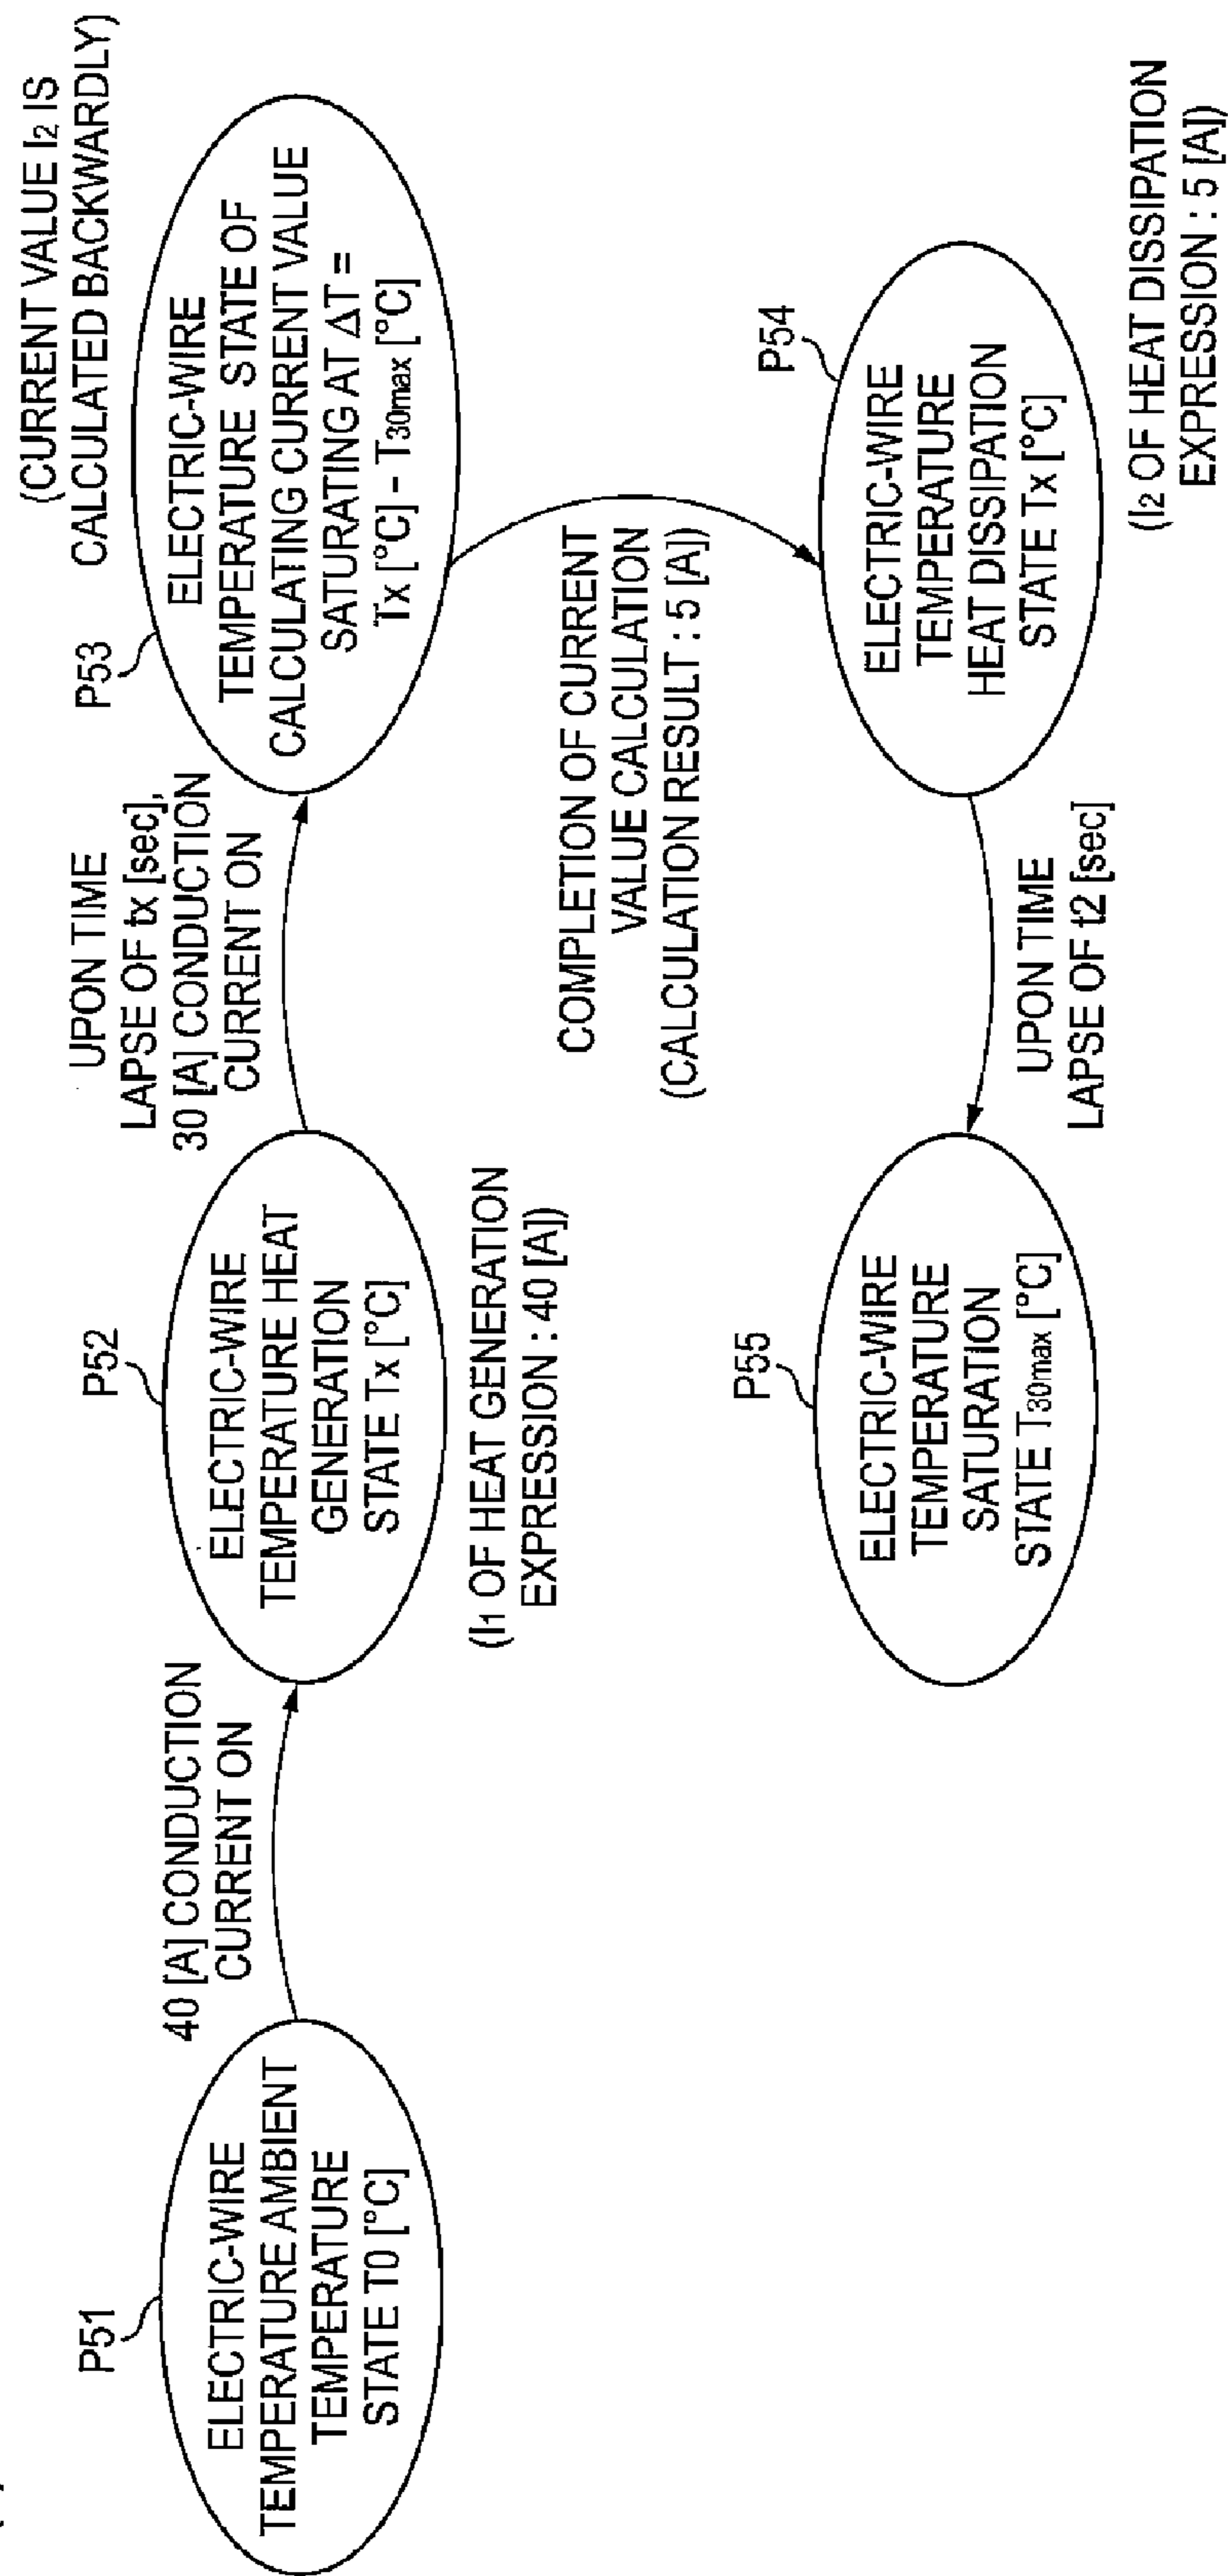 P51
ELECTRIC-WIRE
TEMPERATURE AMBIENT
TEMPERATURE
STATE T0 [°C]
40 [A] CONDUCTION
CURRENT ON
P52
ELECTRIC-WIRE
TEMPERATURE HEAT
GENERATION
STATE Tx [°C]
(I1 OF HEAT GENERATION
EXPRESSION : 40 [A])
UPON TIME
LAPSE OF tx [sec],
30 [A] CONDUCTION
CURRENT ON
P53
(CURRENT VALUE I2 IS
CALCULATED BACKWARDLY)
ELECTRIC-WIRE
TEMPERATURE STATE OF
CALCULATING CURRENT VALUE
SATURATING AT ΔT =
Tx [°C] - T30max [°C]
COMPLETION OF CURRENT
VALUE CALCULATION
(CALCULATION RESULT : 5 [A])
P54
ELECTRIC-WIRE
TEMPERATURE
HEAT DISSIPATION
STATE Tx [°C]
(I2 OF HEAT DISSIPATION
EXPRESSION : 5 [A])
UPON TIME
LAPSE OF t2 [sec]
P55
ELECTRIC-WIRE
TEMPERATURE
SATURATION
STATE T30max [°C]